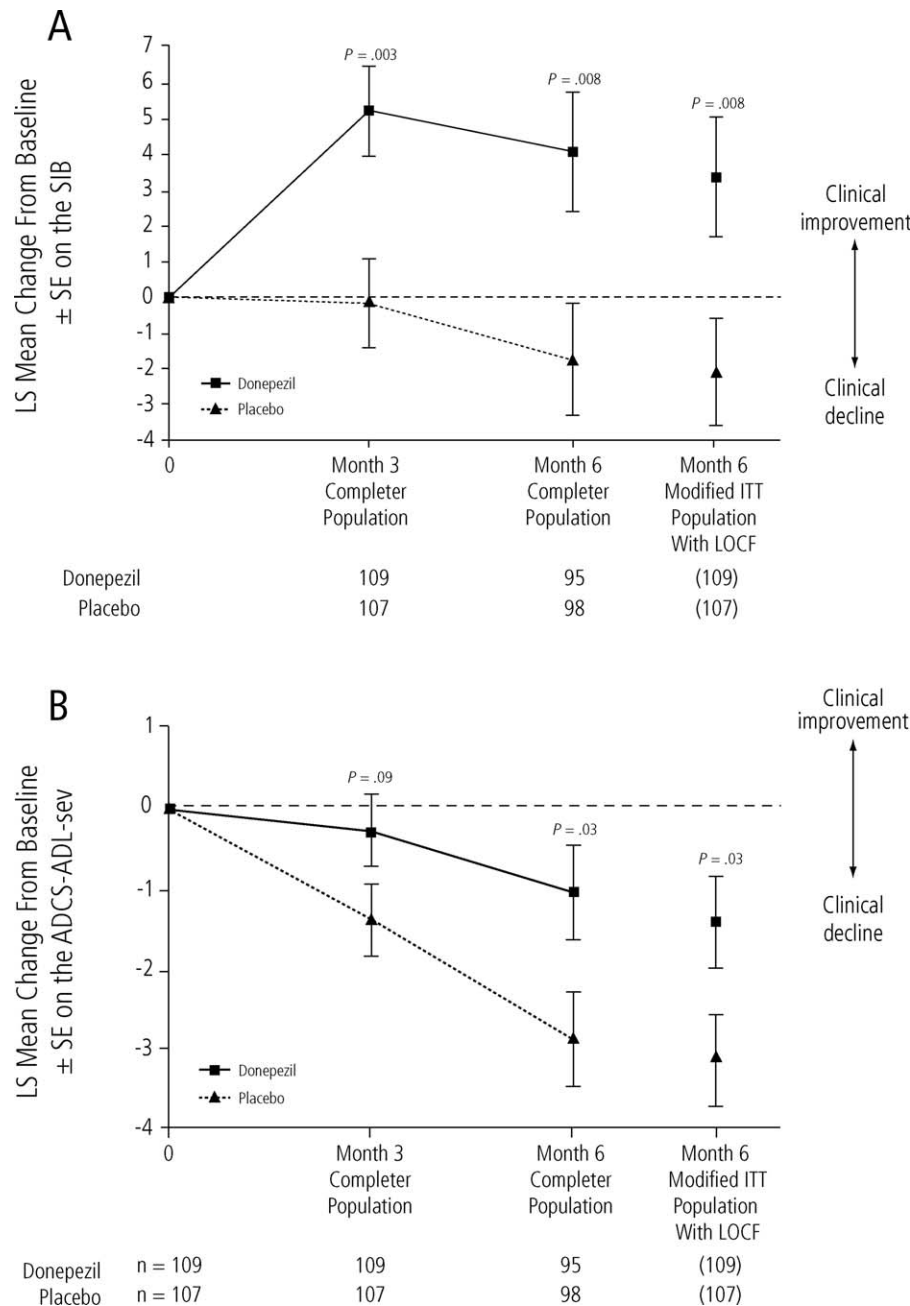 A
LS Mean Change From Baseline
± SE on the SIB
7
6
5
4
3
2
1
0
-1
-2
-3
-4
P = .003
P = .008
P = .008
Donepezil
Placebo
Clinical
improvement
Clinical
decline
0
Month 3
Completer
Population
Month 6
Completer
Population
Month 6
Modified ITT
Population
With LOCF
Donepezil 109 95 (109)
Placebo 107 98 (107)
B
LS Mean Change From Baseline
± SE on the ADCS-ADL-sev
1
0
-1
-2
-3
-4
P = .09
P = .03
P = .03
Donepezil
Placebo
Clinical
improvement
Clinical
decline
0
Month 3
Completer
Population
Month 6
Completer
Population
Month 6
Modified ITT
Population
With LOCF
Donepezil n = 109 109 95 (109)
Placebo n = 107 107 98 (107)